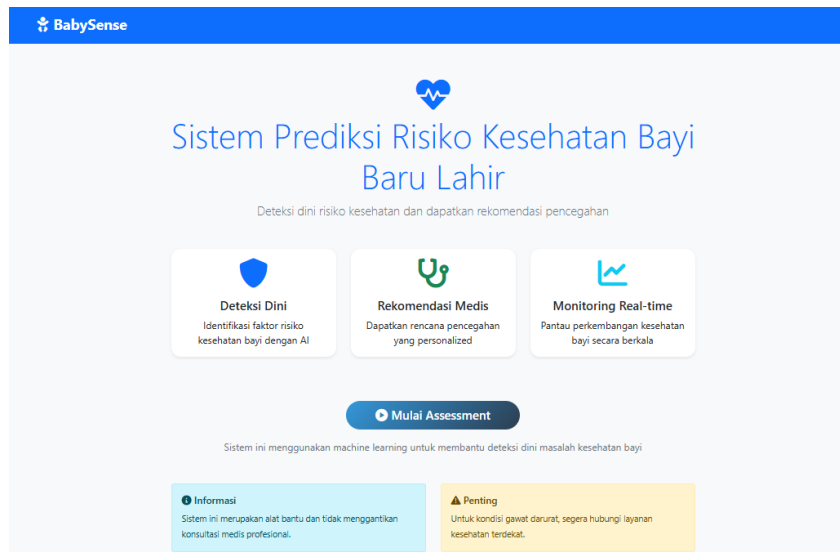 BabySense
Sistem Prediksi Risiko Kesehatan Bayi
Baru Lahir
Deteksi dini risiko kesehatan dan dapatkan rekomendasi pencegahan
Deteksi Dini
Identifikasi faktor risiko
kesehatan bayi dengan AI
Rekomendasi Medis
Dapatkan rencana pencegahan
yang personalized
Monitoring Real-time
Pantau perkembangan kesehatan
bayi secara berkala
Mulai Assessment
Sistem ini menggunakan machine learning untuk membantu deteksi dini masalah kesehatan bayi
Informasi
Sistem ini merupakan alat bantu dan tidak menggantikan
konsultasi medis profesional.
Penting
Untuk kondisi gawat darurat, segera hubungi layanan
kesehatan terdekat.